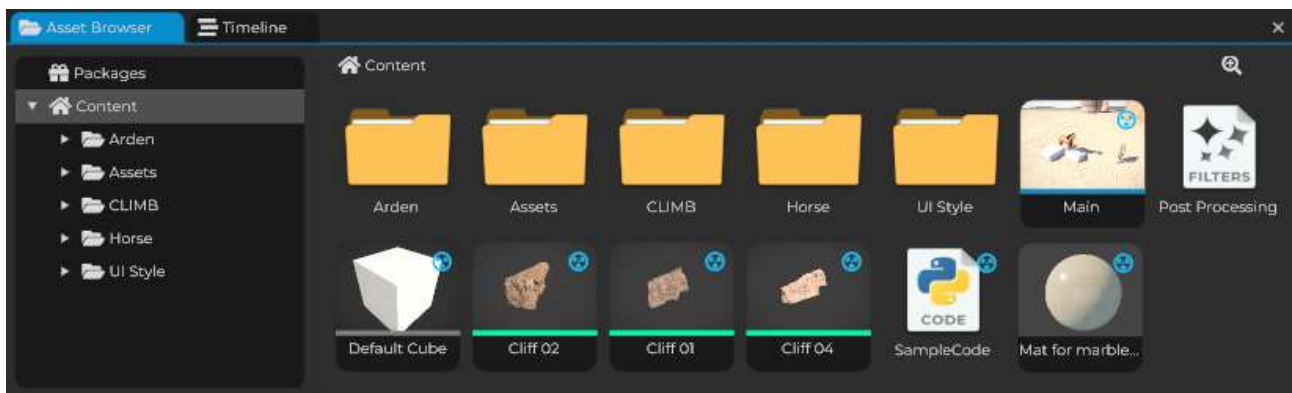 Asset Browser
Timeline
Packages
Content
Arden
Assets
CLIMB
Horse
UI Style
Content
Arden
Assets
CLIMB
Horse
UI Style
Main
FILTERS
Post Processing
Default Cube
Cliff 02
Cliff 01
Cliff 04
CODE
SampleCode
Mat for marble...